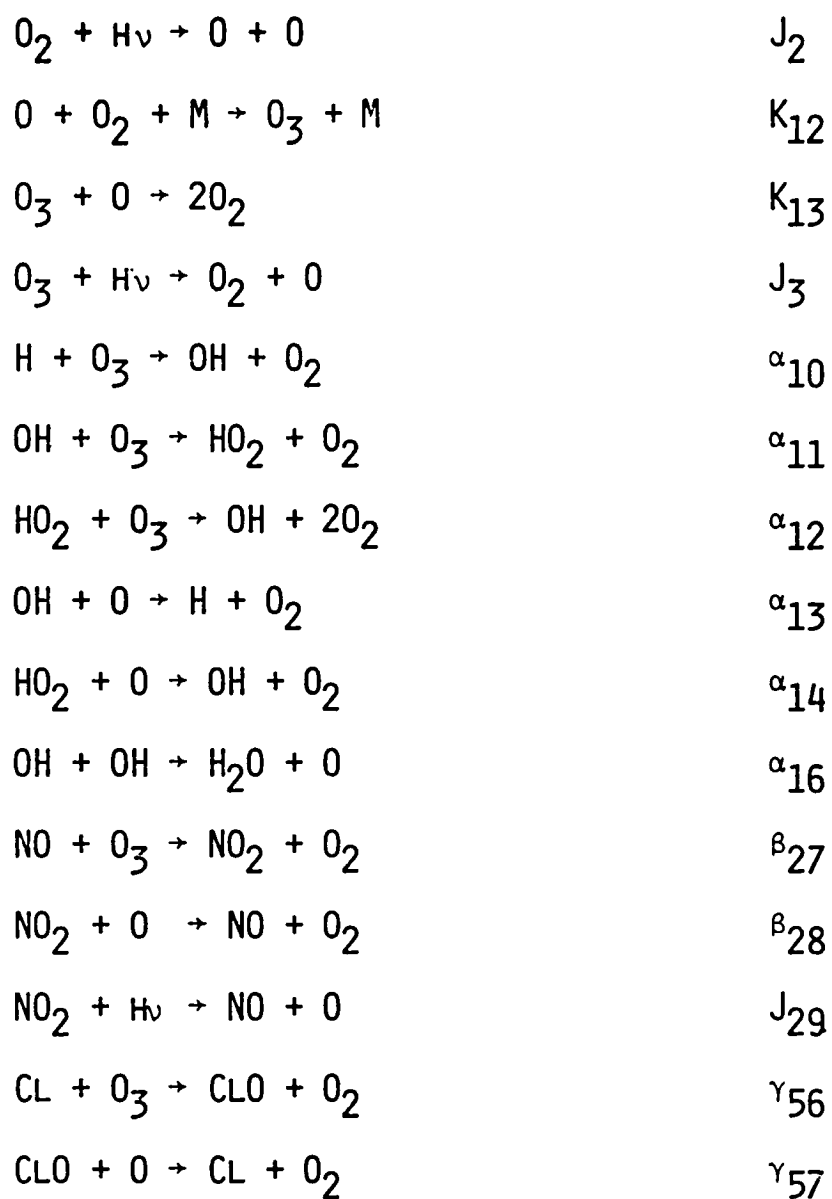 O₂ + Hν → O + O J₂
O + O₂ + M → O₃ + M K₁₂
O₃ + O → 2O₂ K₁₃
O₃ + Hν → O₂ + O J₃
H + O₃ → OH + O₂ α₁₀
OH + O₃ → HO₂ + O₂ α₁₁
HO₂ + O₃ → OH + 2O₂ α₁₂
OH + O → H + O₂ α₁₃
HO₂ + O → OH + O₂ α₁₄
OH + OH → H₂O + O α₁₆
NO + O₃ → NO₂ + O₂ β₂₇
NO₂ + O → NO + O₂ β₂₈
NO₂ + Hν → NO + O J₂₉
CL + O₃ → CLO + O₂ γ₅₆
CLO + O → CL + O₂ γ₅₇